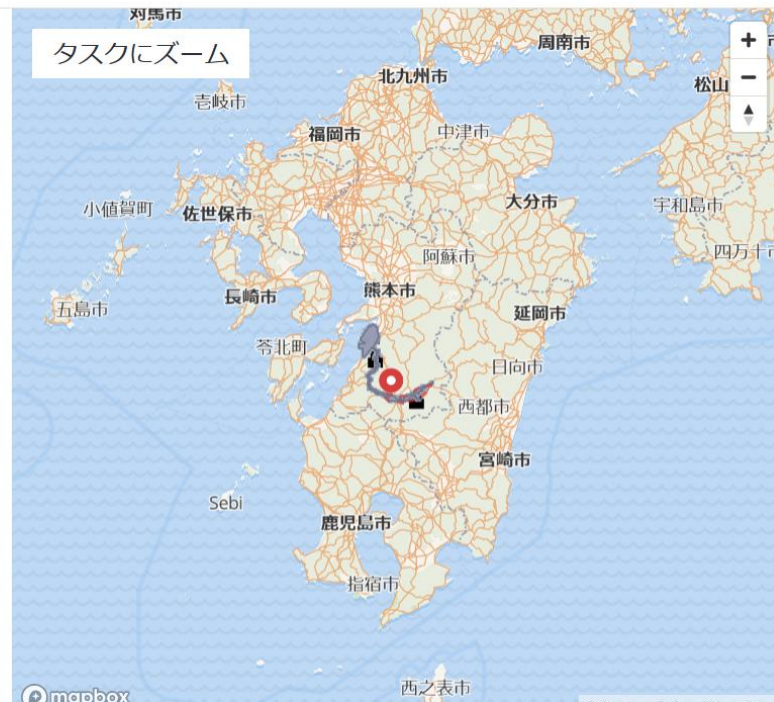 対馬市
タスクにズーム
周南市
北九州市
松山
壱岐市
福岡市
中津市
小値賀町
佐世保市
大分市
宇和島市
阿蘇市
四万十市
長崎市
熊本市
五島市
延岡市
苓北町
日向市
西都市
宮崎市
Sebi
鹿児島市
指宿市
西之表市
mapbox